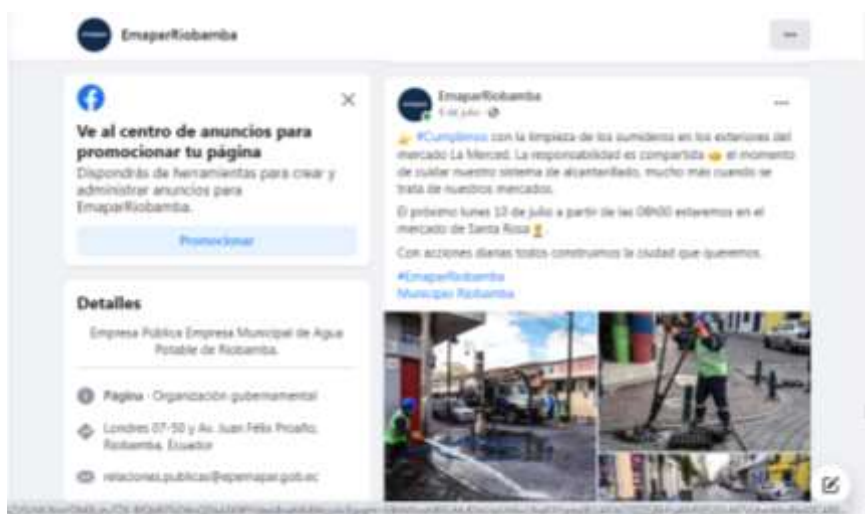 EmaparRiobamba
Ve al centro de anuncios para
promocionar tu página
Dispondrás de herramientas para crear y
administrar anuncios para
EmaparRiobamba.
Promocionar
Detalles
Empresa Pública Empresa Municipal de Agua
Potable de Riobamba.
Página · Organización gubernamental
Londres 07-50 y Av. Juan Félix Proaño,
Riobamba, Ecuador
relaciones.publicas@epemapar.gob.ec
EmaparRiobamba
de julio
#Cumplimos con la limpieza de los sumideros en los exteriores del
mercado La Merced. La responsabilidad es compartida el momento
de cuidar nuestro sistema de alcantarillado, mucho más cuando se
trata de nuestros mercados.
El próximo lunes 10 de julio a partir de las 08h00 estaremos en el
mercado de Santa Rosa
Con acciones diarias todos construimos la ciudad que queremos.
#EmaparRiobamba
Municipio Riobamba